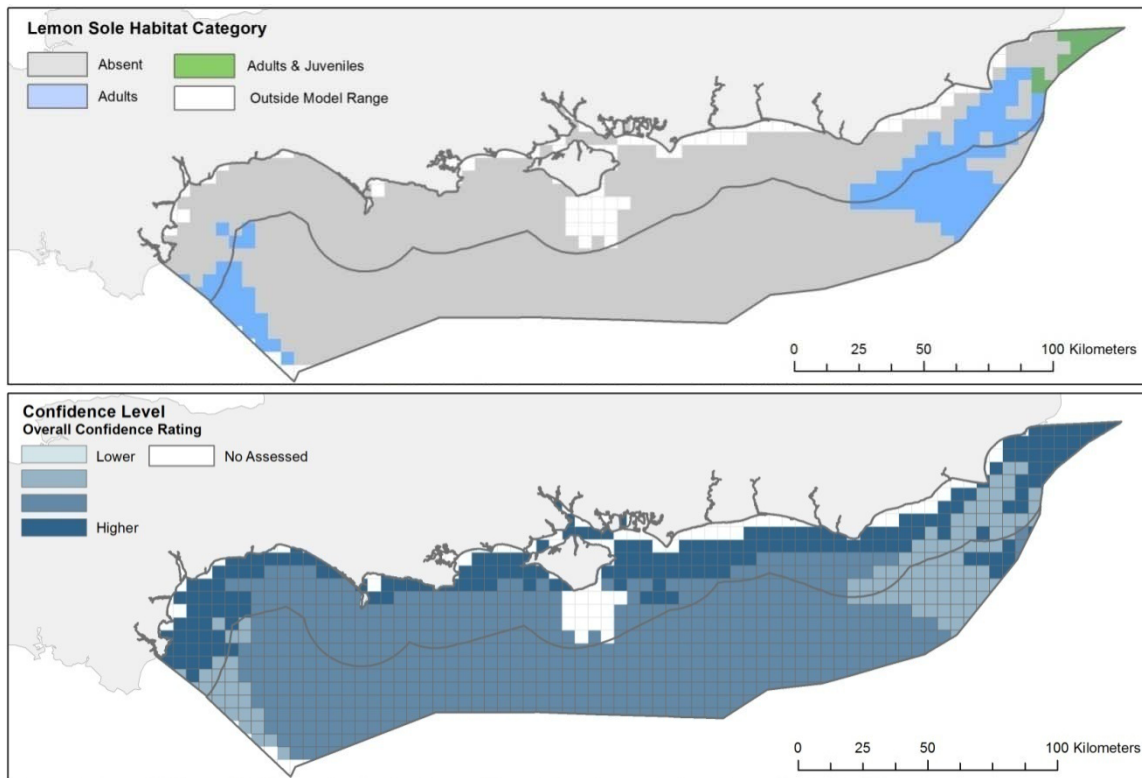 Lemon Sole Habitat Category
Absent
Adults & Juveniles
Adults
Outside Model Range
0 25 50 100 Kilometers
Confidence Level
Overall Confidence Rating
Lower
No Assessed
Higher
0 25 50 100 Kilometers